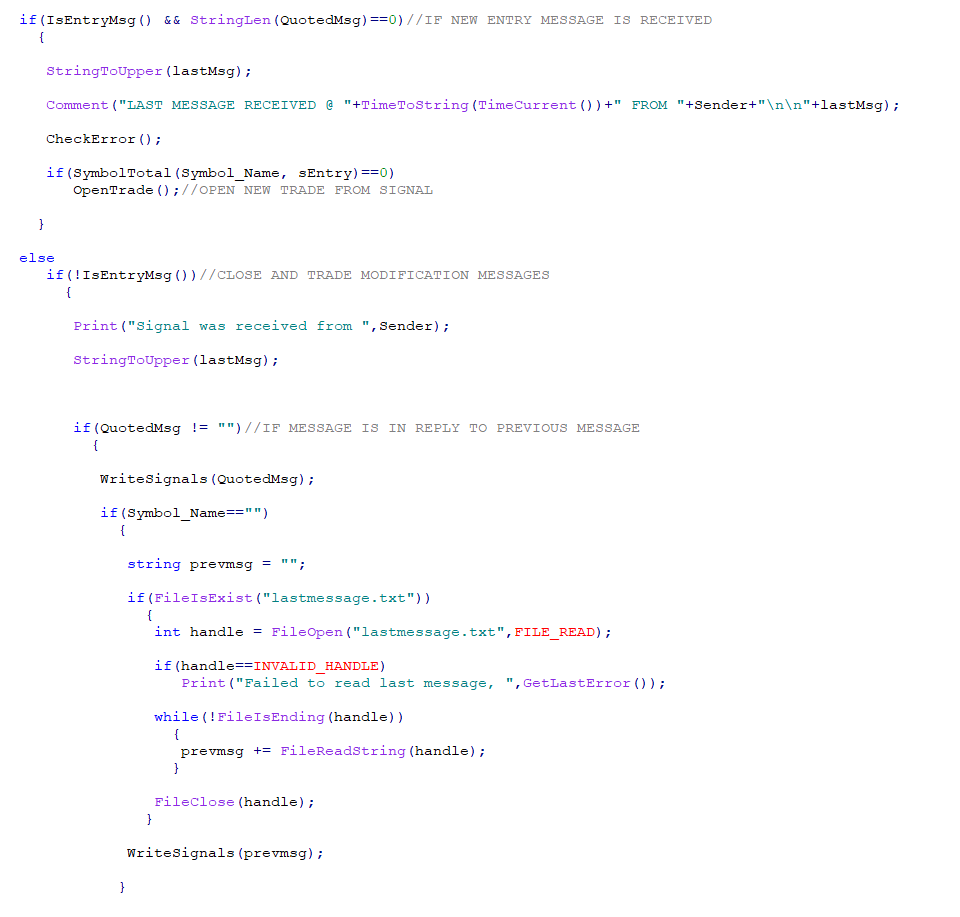 if(IsEntryMsg() && StringLen(QuotedMsg)==0)//IF NEW ENTRY MESSAGE IS RECEIVED
{
StringToUpper(lastMsg);
Comment("LAST MESSAGE RECEIVED @ "+TimeToString(TimeCurrent())+" FROM "+Sender+"\n\n"+lastMsg);
CheckError();
if(SymbolTotal(Symbol_Name, sEntry)==0)
OpenTrade();//OPEN NEW TRADE FROM SIGNAL
}
else
if(!IsEntryMsg())//CLOSE AND TRADE MODIFICATION MESSAGES
{
Print("Signal was received from ",Sender);
StringToUpper(lastMsg);
if(QuotedMsg != "")//IF MESSAGE IS IN REPLY TO PREVIOUS MESSAGE
{
WriteSignals(QuotedMsg);
if(Symbol_Name=="")
{
string prevmsg = "";
if(FileIsExist("lastmessage.txt"))
{
int handle = FileOpen("lastmessage.txt",FILE_READ);
if(handle==INVALID_HANDLE)
Print("Failed to read last message, ",GetLastError());
while(!FileIsEnding(handle))
{
prevmsg += FileReadString(handle);
}
FileClose(handle);
}
WriteSignals(prevmsg);
}